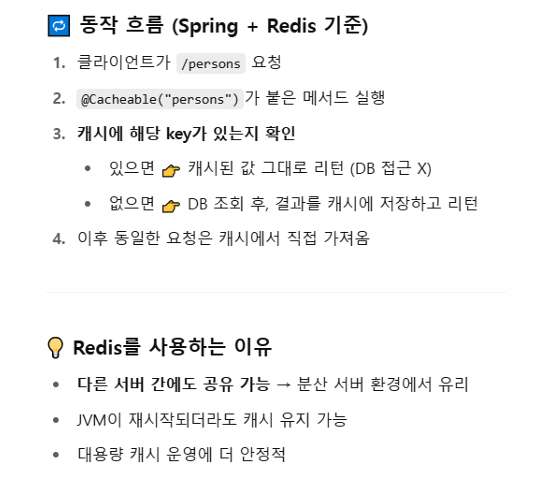 🔁 동작 흐름 (Spring + Redis 기준)
1. 클라이언트가 /persons 요청
2. @Cacheable("persons")가 붙은 메서드 실행
3. 캐시에 해당 key가 있는지 확인
• 있으면 👉 캐시된 값 그대로 리턴 (DB 접근 X)
• 없으면 👉 DB 조회 후, 결과를 캐시에 저장하고 리턴
4. 이후 동일한 요청은 캐시에서 직접 가져옴
💡 Redis를 사용하는 이유
• 다른 서버 간에도 공유 가능 → 분산 서버 환경에서 유리
• JVM이 재시작되더라도 캐시 유지 가능
• 대용량 캐시 운영에 더 안정적